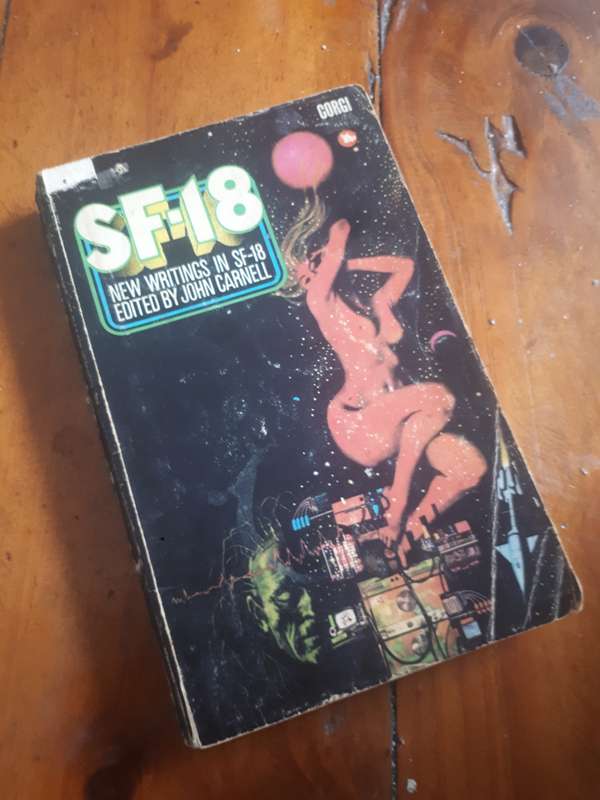 CORGI
SF-18
NEW WRITINGS IN SF-18
EDITED BY JOHN CARNELL